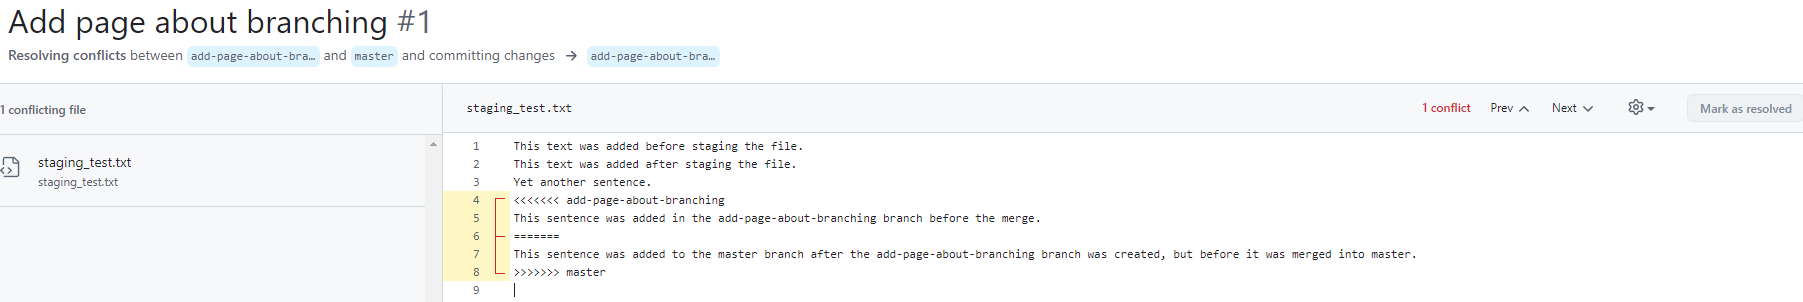 Add page about branching #1
Resolving conflicts between add-page-about-bra… and master and committing changes → add-page-about-bra…
1 conflicting file
staging_test.txt
staging_test.txt
staging_test.txt
1 conflict Prev Next Mark as resolved
1 This text was added before staging the file.
2 This text was added after staging the file.
3 Yet another sentence.
4 <<<<<<< add-page-about-branching
5 This sentence was added in the add-page-about-branching branch before the merge.
6 =======
7 This sentence was added to the master branch after the add-page-about-branching branch was created, but before it was merged into master.
8 >>>>>>> master
9